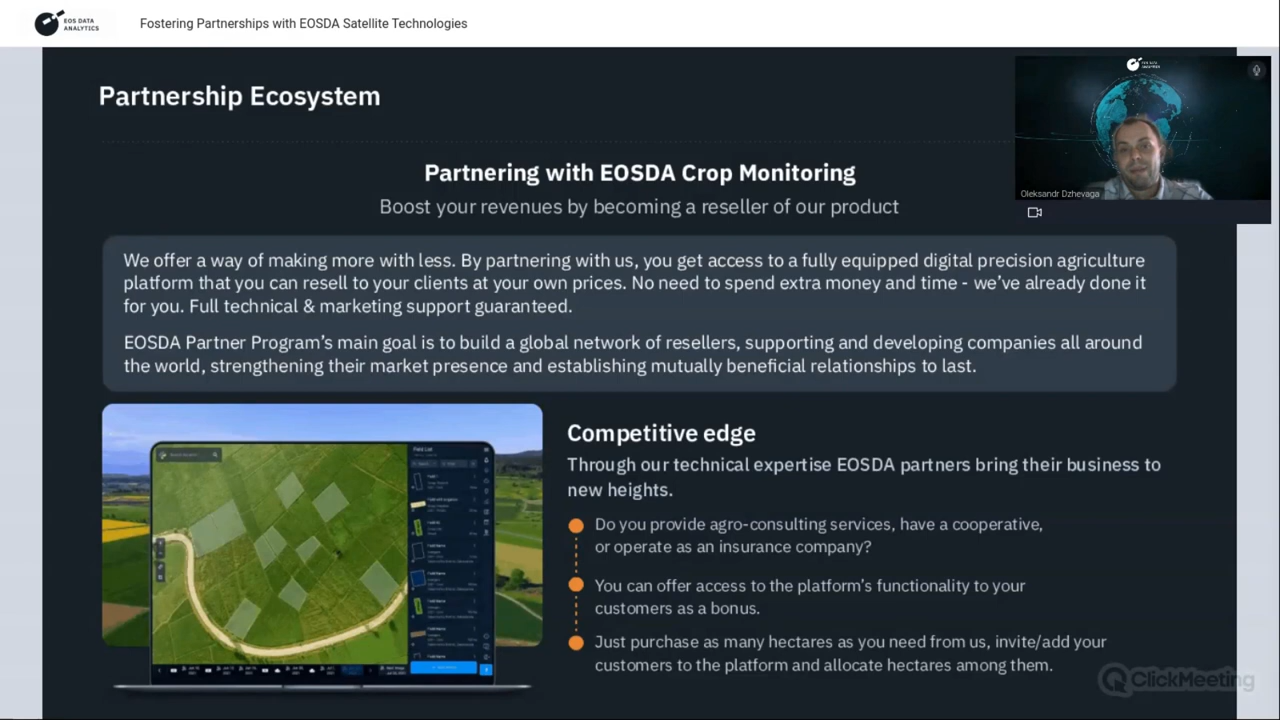 EOS DATA
ANALYTICS
Fostering Partnerships with EOSDA Satellite Technologies
Partnership Ecosystem
Oleksandr Dzhevaga
Partnering with EOSDA Crop Monitoring
Boost your revenues by becoming a reseller of our product
We offer a way of making more with less. By partnering with us, you get access to a fully equipped digital precision agriculture
platform that you can resell to your clients at your own prices. No need to spend extra money and time - we've already done it
for you. Full technical & marketing support guaranteed.
EOSDA Partner Program's main goal is to build a global network of resellers, supporting and developing companies all around
the world, strengthening their market presence and establishing mutually beneficial relationships to last.
Competitive edge
Through our technical expertise EOSDA partners bring their business to
new heights.
Do you provide agro-consulting services, have a cooperative,
or operate as an insurance company?
You can offer access to the platform's functionality to your
customers as a bonus.
Just purchase as many hectares as you need from us, invite/add your
customers to the platform and allocate hectares among them.
ClickMeeting